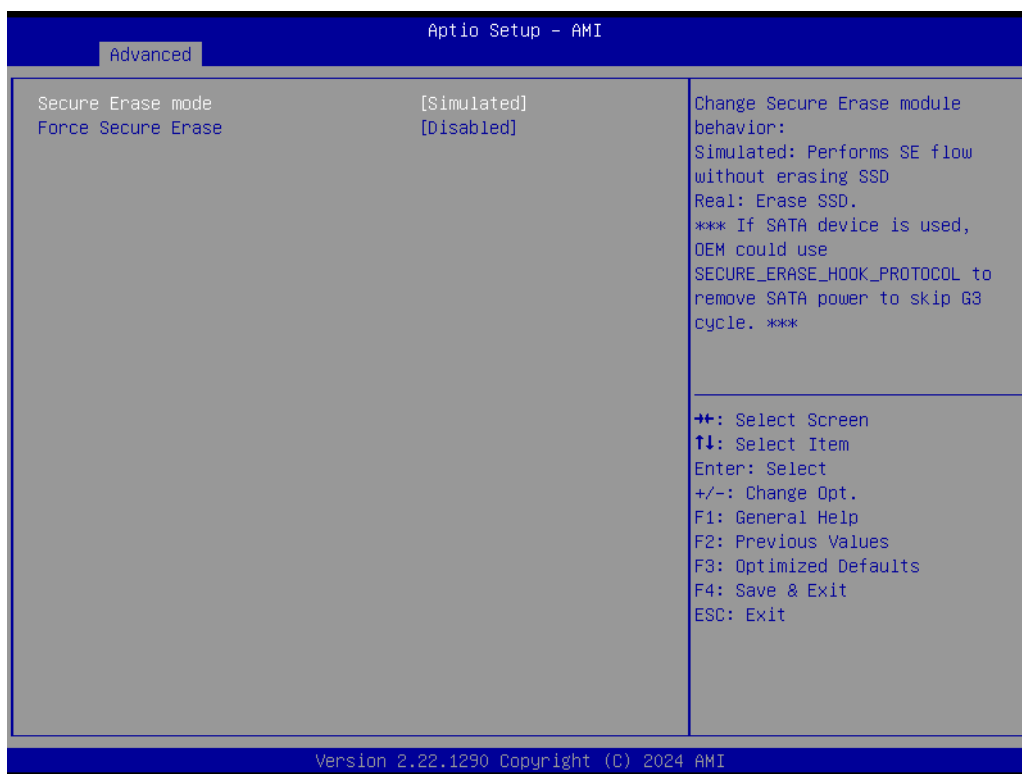 Aptio Setup – AMI
Advanced
Secure Erase mode [Simulated]
Force Secure Erase [Disabled]
Change Secure Erase module
behavior:
Simulated: Performs SE flow
without erasing SSD
Real: Erase SSD.
*** If SATA device is used,
OEM could use
SECURE_ERASE_HOOK_PROTOCOL to
remove SATA power to skip G3
cycle. ***
→←: Select Screen
↑↓: Select Item
Enter: Select
+/-: Change Opt.
F1: General Help
F2: Previous Values
F3: Optimized Defaults
F4: Save & Exit
ESC: Exit
Version 2.22.1290 Copyright (C) 2024 AMI